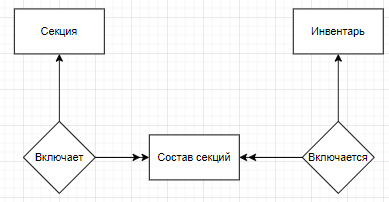 Секция
Инвентарь
Включает
Состав секций
Включается